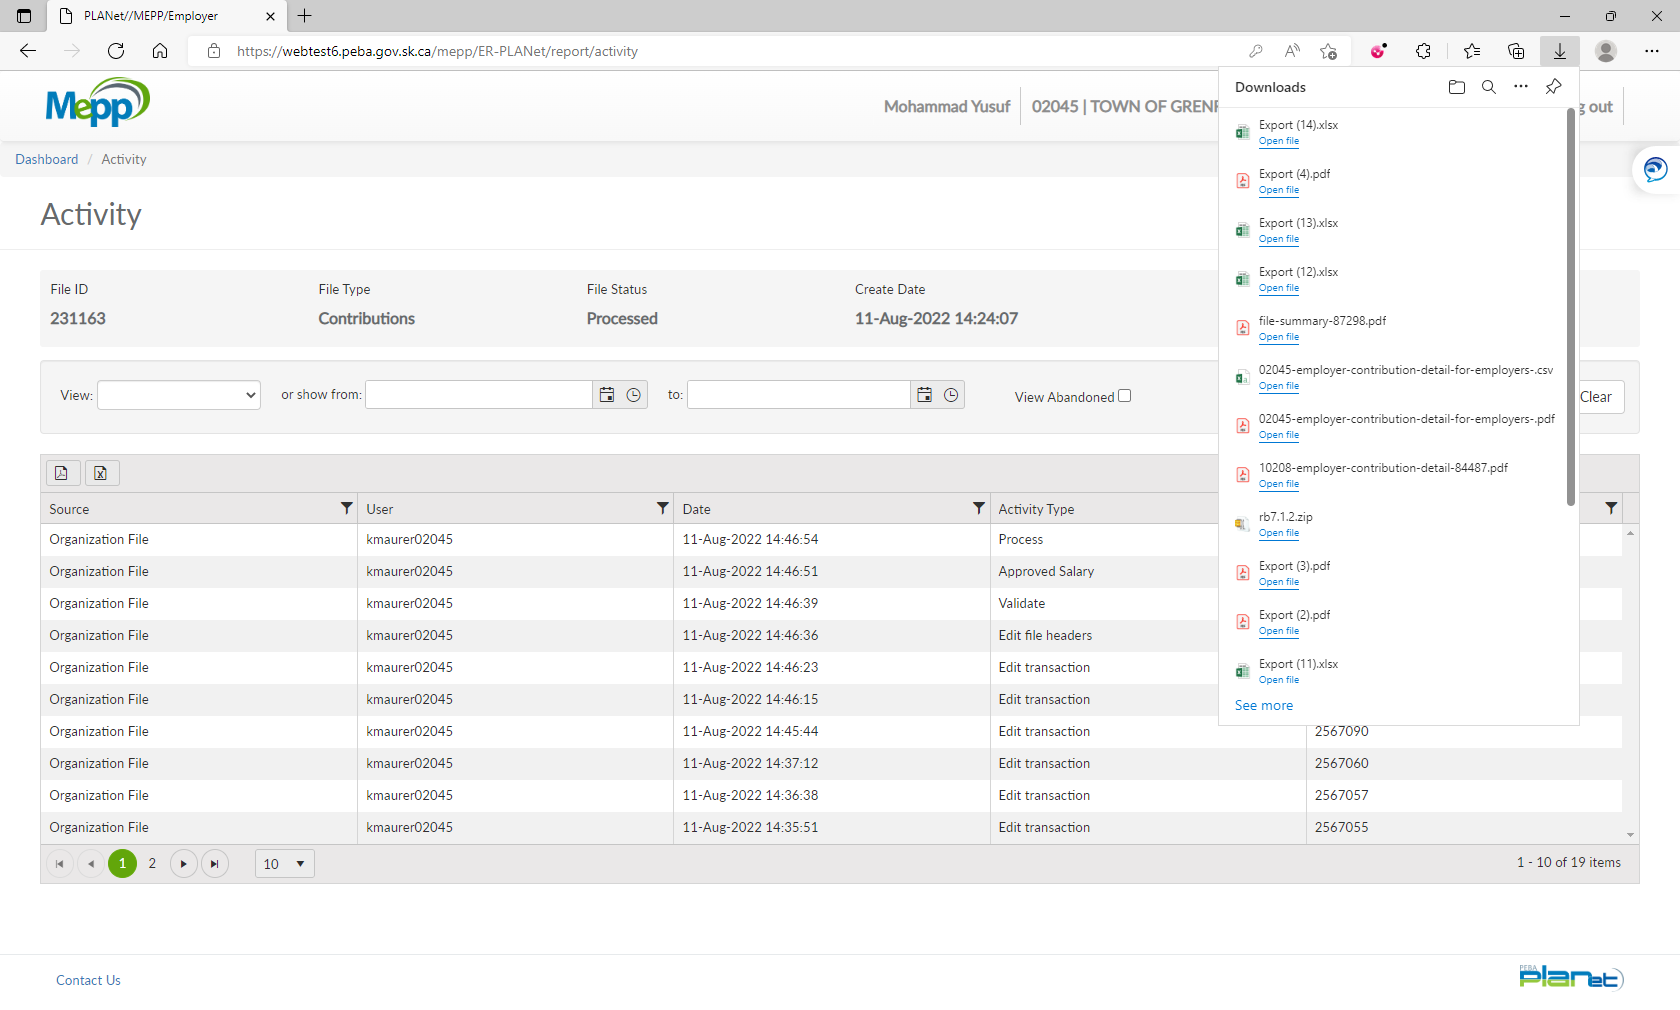 PLANet//MEPP/Employer
https://webtest6.peba.gov.sk.ca/mepp/ER-PLANet/report/activity
Mepp
Mohammad Yusuf
02045 | TOWN OF GRENF
g out
Downloads
Export (14).xlsx
Open file
Export (4).pdf
Open file
Export (13).xlsx
Open file
Export (12).xlsx
Open file
file-summary-87298.pdf
Open file
02045-employer-contribution-detail-for-employers-.csv
Open file
02045-employer-contribution-detail-for-employers-.pdf
Open file
10208-employer-contribution-detail-84487.pdf
Open file
rb7.1.2.zip
Open file
Export (3).pdf
Open file
Export (2).pdf
Open file
Export (11).xlsx
Open file
See more
Dashboard / Activity
Activity
File ID File Type File Status Create Date
231163 Contributions Processed 11-Aug-2022 14:24:07
View: or show from: to: View Abandoned Clear
Source User Date Activity Type
Organization File kmaurer02045 11-Aug-2022 14:46:54 Process
Organization File kmaurer02045 11-Aug-2022 14:46:51 Approved Salary
Organization File kmaurer02045 11-Aug-2022 14:46:39 Validate
Organization File kmaurer02045 11-Aug-2022 14:46:36 Edit file headers
Organization File kmaurer02045 11-Aug-2022 14:46:23 Edit transaction
Organization File kmaurer02045 11-Aug-2022 14:46:15 Edit transaction
Organization File kmaurer02045 11-Aug-2022 14:45:44 Edit transaction 2567090
Organization File kmaurer02045 11-Aug-2022 14:37:12 Edit transaction 2567060
Organization File kmaurer02045 11-Aug-2022 14:36:38 Edit transaction 2567057
Organization File kmaurer02045 11-Aug-2022 14:35:51 Edit transaction 2567055
1 2 10 1 - 10 of 19 items
Contact Us
PEBA
planet